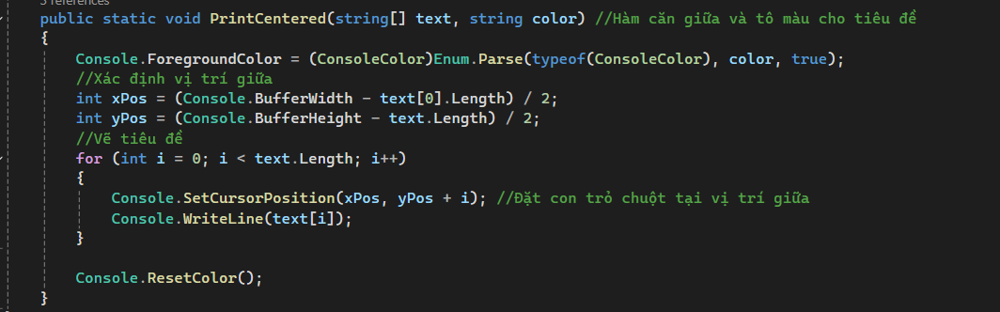 3 references
public static void PrintCentered(string[] text, string color) //Hàm căn giữa và tô màu cho tiêu đề
{
Console.ForegroundColor = (ConsoleColor)Enum.Parse(typeof(ConsoleColor), color, true);
//Xác định vị trí giữa
int xPos = (Console.BufferWidth - text[0].Length) / 2;
int yPos = (Console.BufferHeight - text.Length) / 2;
//Vẽ tiêu đề
for (int i = 0; i < text.Length; i++)
{
Console.SetCursorPosition(xPos, yPos + i); //Đặt con trỏ chuột tại vị trí giữa
Console.WriteLine(text[i]);
}
Console.ResetColor();
}